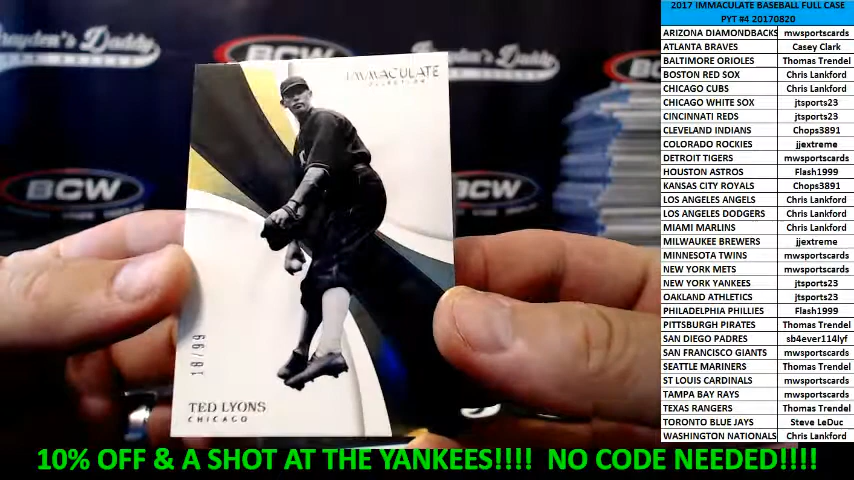 Brayden's Daddy
BCW
BCW
IMMACULATE
COLLECTION
18/99
TED LYONS
CHICAGO
2017 IMMACULATE BASEBALL FULL CASE
PYT #4 20170820
ARIZONA DIAMONDBACKS mwsportscards
ATLANTA BRAVES Casey Clark
BALTIMORE ORIOLES Thomas Trendel
BOSTON RED SOX Chris Lankford
CHICAGO CUBS Chris Lankford
CHICAGO WHITE SOX jtsports23
CINCINNATI REDS jtsports23
CLEVELAND INDIANS Chops3891
COLORADO ROCKIES jjextreme
DETROIT TIGERS mwsportscards
HOUSTON ASTROS Flash1999
KANSAS CITY ROYALS Chops3891
LOS ANGELES ANGELS Chris Lankford
LOS ANGELES DODGERS Chris Lankford
MIAMI MARLINS Chris Lankford
MILWAUKEE BREWERS jjextreme
MINNESOTA TWINS mwsportscards
NEW YORK METS mwsportscards
NEW YORK YANKEES jtsports23
OAKLAND ATHLETICS jtsports23
PHILADELPHIA PHILLIES Flash1999
PITTSBURGH PIRATES Thomas Trendel
SAN DIEGO PADRES sb4ever114lyf
SAN FRANCISCO GIANTS mwsportscards
SEATTLE MARINERS Thomas Trendel
ST LOUIS CARDINALS mwsportscards
TAMPA BAY RAYS mwsportscards
TEXAS RANGERS Thomas Trendel
TORONTO BLUE JAYS Steve LeDuc
WASHINGTON NATIONALS Chris Lankford
10% OFF & A SHOT AT THE YANKEES!!!! NO CODE NEEDED!!!!